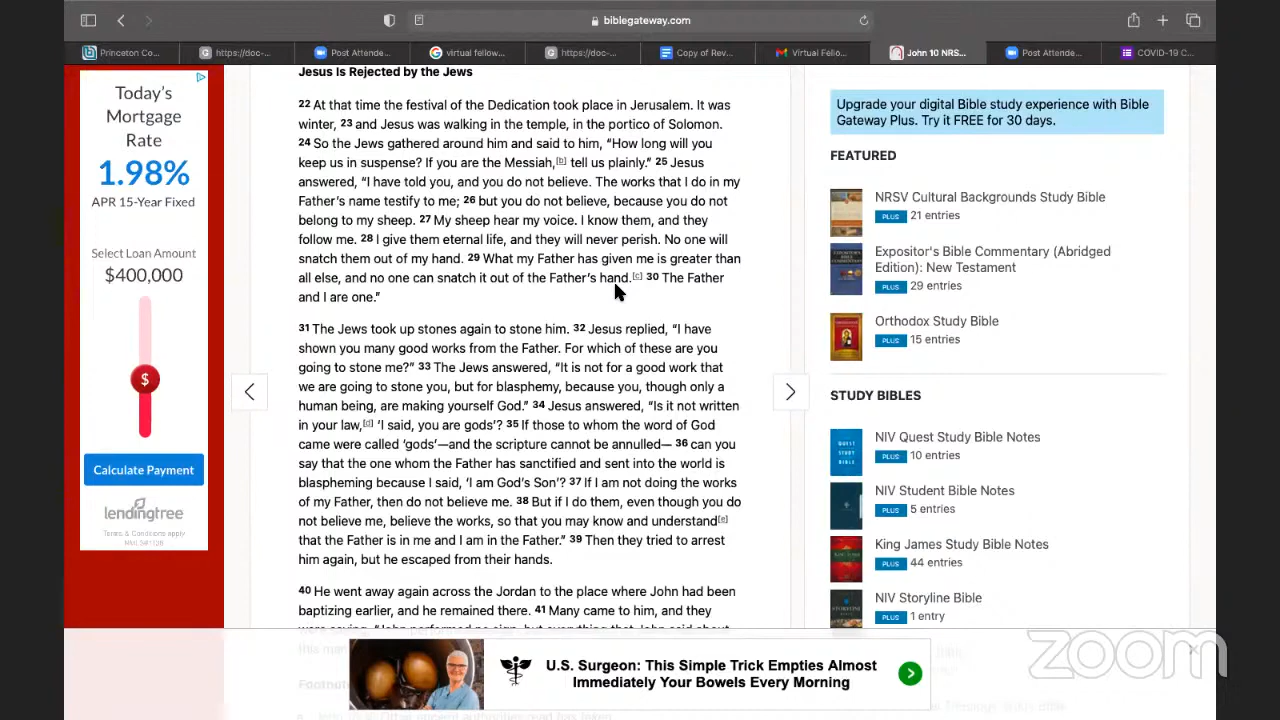 biblegateway.com
Princeton Co...
https://doc-...
Post Attende...
virtual fellow...
https://doc-...
Copy of Rev...
Virtual Fello...
John 10 NRS...
Post Attende...
COVID-19 C...
Today's
Mortgage
Rate
1.98%
APR 15-Year Fixed
Select Loan Amount
$400,000
$
Calculate Payment
lendingtree
Terms & Conditions apply
Jesus Is Rejected by the Jews
22 At that time the festival of the Dedication took place in Jerusalem. It was
winter, 23 and Jesus was walking in the temple, in the portico of Solomon.
24 So the Jews gathered around him and said to him, “How long will you
keep us in suspense? If you are the Messiah,[b] tell us plainly.” 25 Jesus
answered, “I have told you, and you do not believe. The works that I do in my
Father’s name testify to me; 26 but you do not believe, because you do not
belong to my sheep. 27 My sheep hear my voice. I know them, and they
follow me. 28 I give them eternal life, and they will never perish. No one will
snatch them out of my hand. 29 What my Father has given me is greater than
all else, and no one can snatch it out of the Father’s hand.[c] 30 The Father
and I are one.”
31 The Jews took up stones again to stone him. 32 Jesus replied, “I have
shown you many good works from the Father. For which of these are you
going to stone me?” 33 The Jews answered, “It is not for a good work that
we are going to stone you, but for blasphemy, because you, though only a
human being, are making yourself God.” 34 Jesus answered, “Is it not written
in your law,[d] ‘I said, you are gods’? 35 If those to whom the word of God
came were called ‘gods’—and the scripture cannot be annulled— 36 can you
say that the one whom the Father has sanctified and sent into the world is
blaspheming because I said, ‘I am God’s Son’? 37 If I am not doing the works
of my Father, then do not believe me. 38 But if I do them, even though you do
not believe me, believe the works, so that you may know and understand[e]
that the Father is in me and I am in the Father.” 39 Then they tried to arrest
him again, but he escaped from their hands.
40 He went away again across the Jordan to the place where John had been
baptizing earlier, and he remained there. 41 Many came to him, and they
were saying, “John performed no sign, but everything that John said about
this man
Footnote
Upgrade your digital Bible study experience with Bible
Gateway Plus. Try it FREE for 30 days.
FEATURED
NRSV Cultural Backgrounds Study Bible
PLUS 21 entries
Expositor's Bible Commentary (Abridged
Edition): New Testament
PLUS 29 entries
Orthodox Study Bible
PLUS 15 entries
STUDY BIBLES
NIV Quest Study Bible Notes
PLUS 10 entries
NIV Student Bible Notes
PLUS 5 entries
King James Study Bible Notes
PLUS 44 entries
NIV Storyline Bible
PLUS 1 entry
U.S. Surgeon: This Simple Trick Empties Almost
Immediately Your Bowels Every Morning
zoom